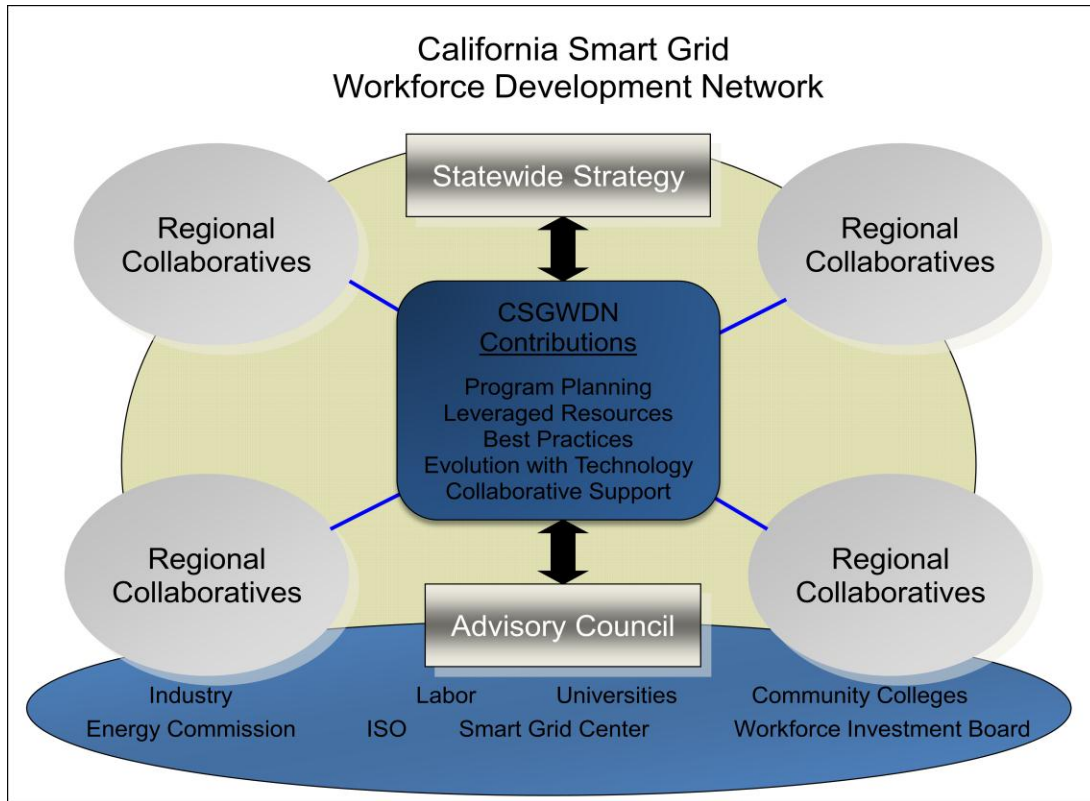 California Smart Grid
Workforce Development Network
Statewide Strategy
Regional
Collaboratives
Regional
Collaboratives
CSGWDN
Contributions
Program Planning
Leveraged Resources
Best Practices
Evolution with Technology
Collaborative Support
Regional
Collaboratives
Regional
Collaboratives
Advisory Council
Industry Labor Universities Community Colleges
Energy Commission ISO Smart Grid Center Workforce Investment Board